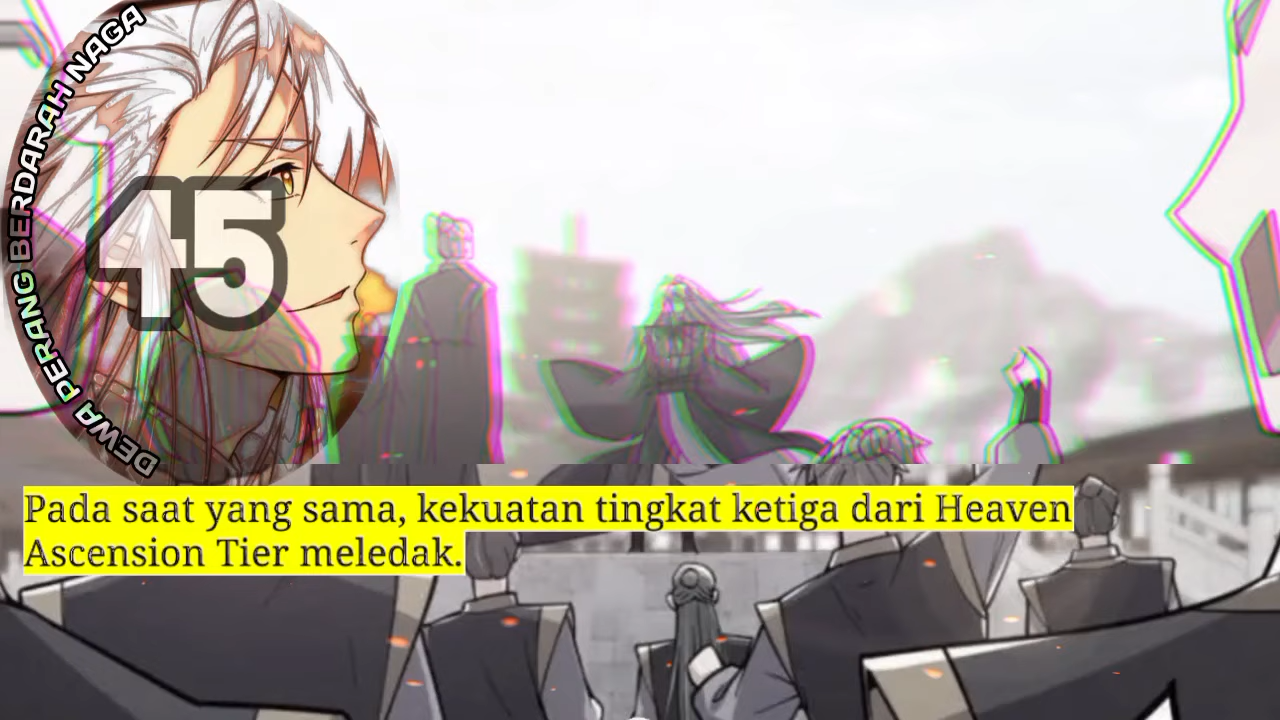 DEWA PERANG BERDARAH NAGA
45
Pada saat yang sama, kekuatan tingkat ketiga dari Heaven
Ascension Tier meledak.